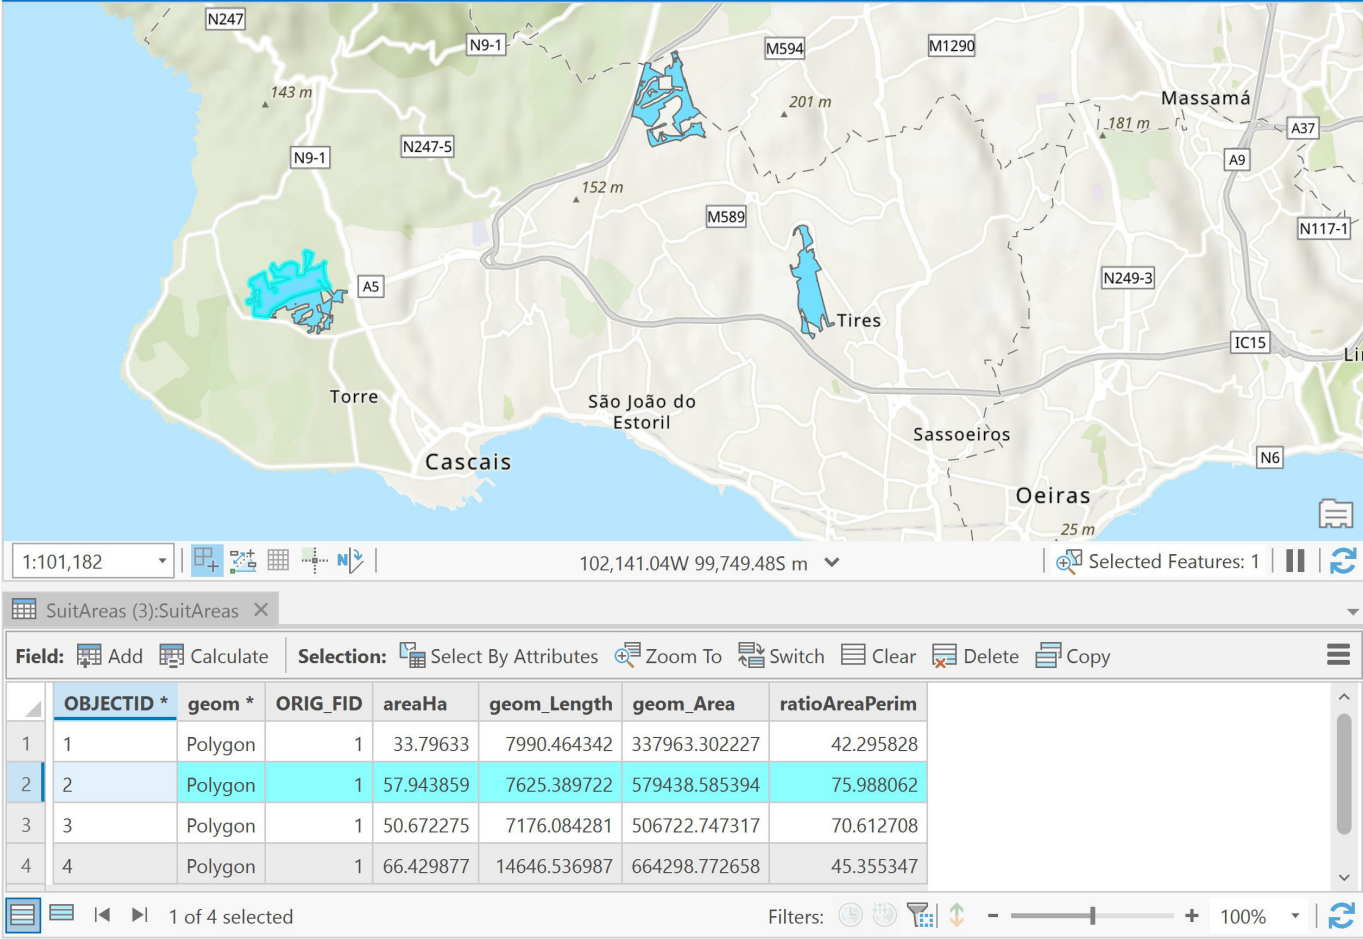 N247
N9-1
M594
M1290
143 m
201 m
Massamá
181 m
A37
N9-1
N247-5
A9
152 m
M589
N117-1
A5
N249-3
Tires
IC15
Li
Torre
São João do
Estoril
Sassoeiros
Cascais
N6
Oeiras
25 m
1:101,182
N
102,141.04W 99,749.48S m
Selected Features: 1
SuitAreas (3):SuitAreas
Field: Add Calculate Selection: Select By Attributes Zoom To Switch Clear Delete Copy
OBJECTID * geom * ORIG_FID areaHa geom_Length geom_Area ratioAreaPerim
1 1 Polygon 1 33.79633 7990.464342 337963.302227 42.295828
2 2 Polygon 1 57.943859 7625.389722 579438.585394 75.988062
3 3 Polygon 1 50.672275 7176.084281 506722.747317 70.612708
4 4 Polygon 1 66.429877 14646.536987 664298.772658 45.355347
1 of 4 selected Filters: - + 100%